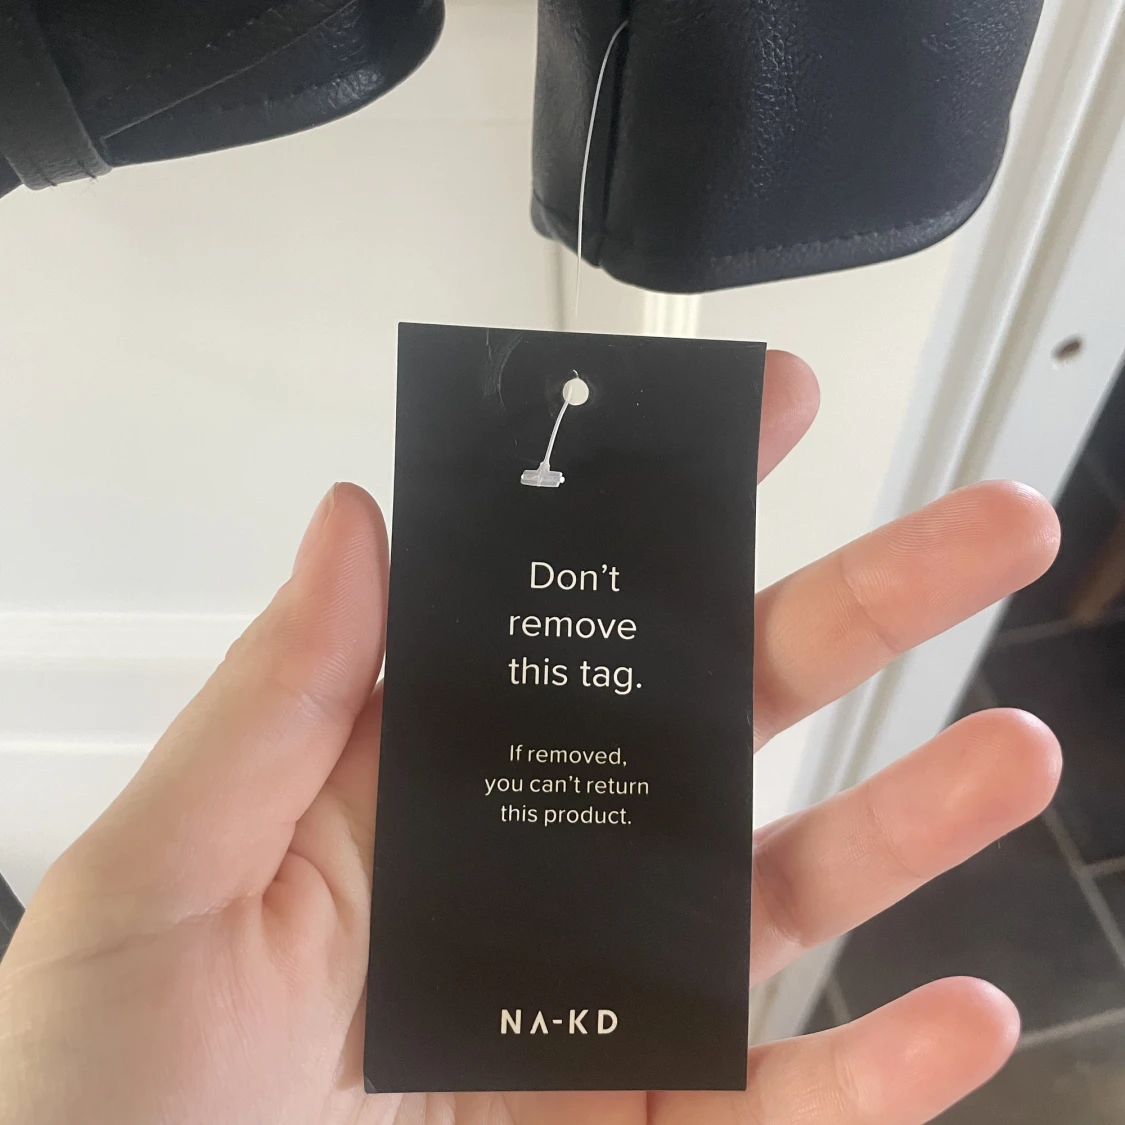 Don't
remove
this tag.
If removed,
you can't return
this product.
NA-KD